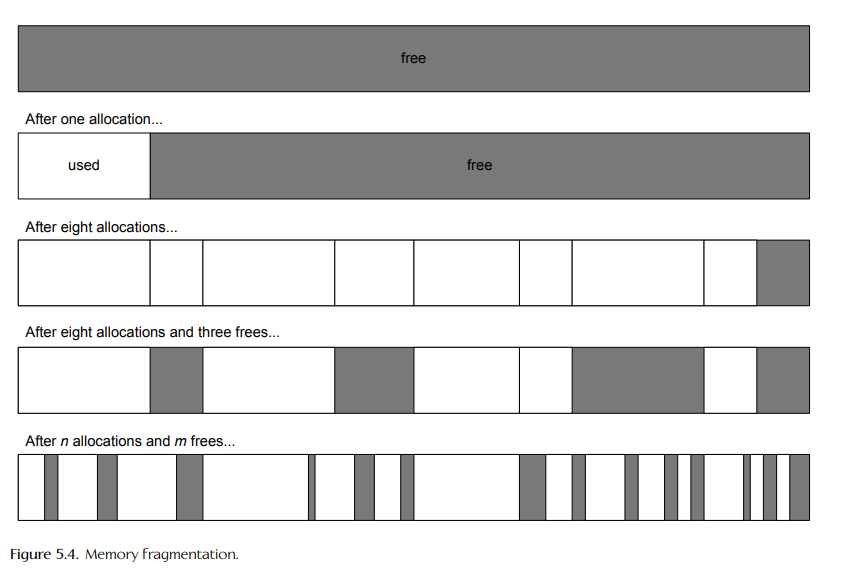 free
After one allocation...
used free
After eight allocations...
After eight allocations and three frees...
After n allocations and m frees...
Figure 5.4. Memory fragmentation.